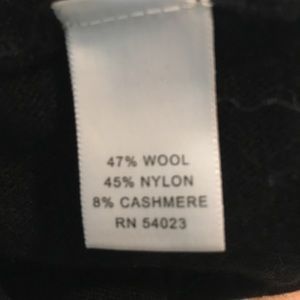 47% WOOL
45% NYLON
8% CASHMERE
RN 54023